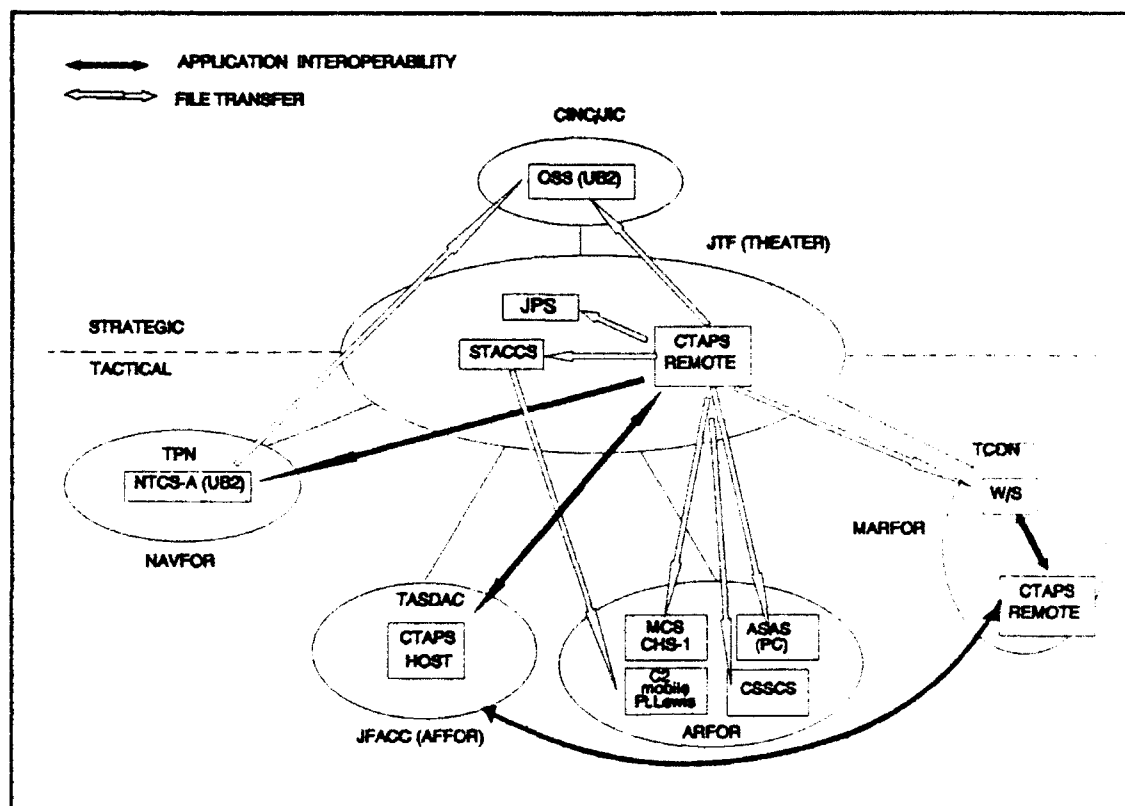 APPLICATION INTEROPERABILITY
FILE TRANSFER
CINC/JIC
OSS (UB2)
JTF (THEATER)
JPS
STRATEGIC
CTAPS
REMOTE
STACCS
TACTICAL
TPN
NTCS-A (UB2)
NAVFOR
TCDN
W/S
MARFOR
CTAPS
REMOTE
TASDAC
CTAPS
HOST
JFACC (AFFOR)
MCS
CHS-1
ASAS
(PC)
C2
mobile
Ft.Lewis
CSSCS
ARFOR